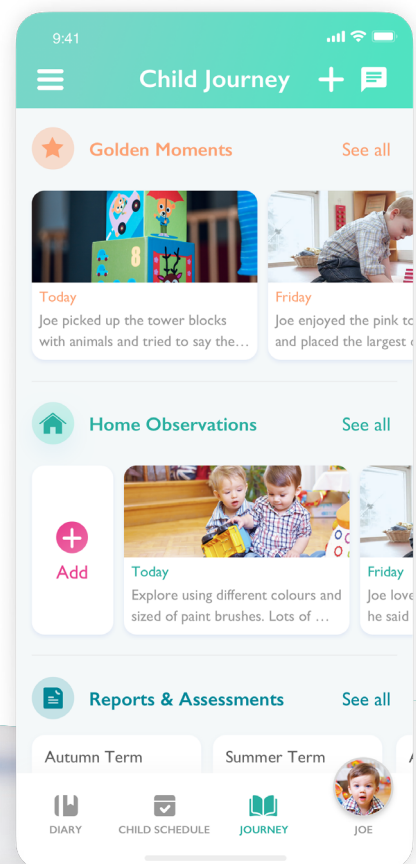 9:41
Child Journey
Golden Moments
See all
8
Today
Joe picked up the tower blocks
with animals and tried to say the...
Friday
Joe enjoyed the pink
and placed the largest
Home Observations
See all
Add
Today
Explore using different colours and
sized of paint brushes. Lots of ...
Friday
Joe
he said
Reports & Assessments
See all
Autumn Term
Summer Term
DIARY
CHILD SCHEDULE
JOURNEY
JOE